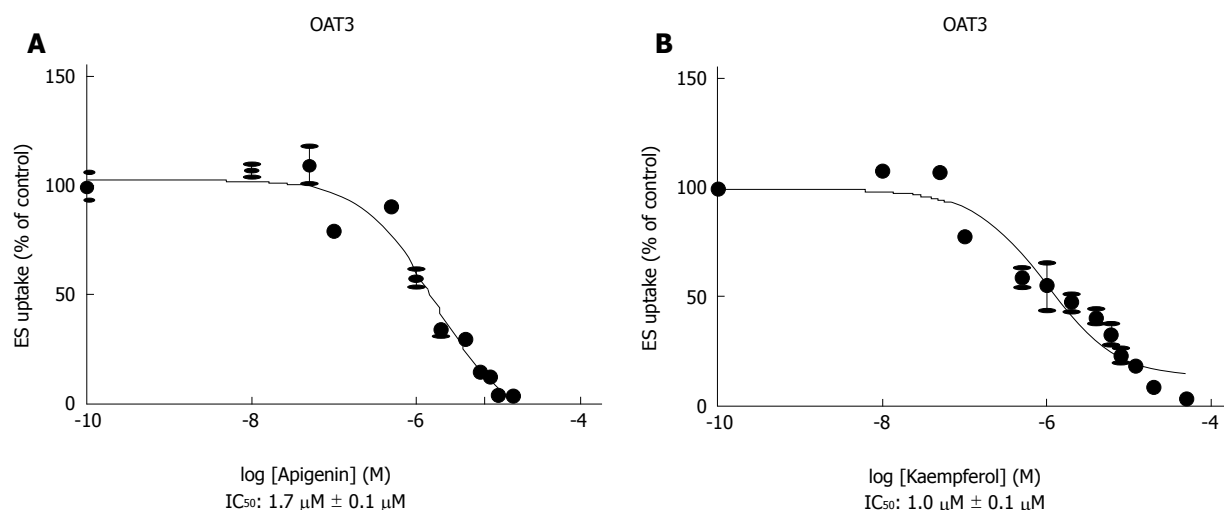 OAT3
A
150
100
50
0
ES uptake (% of control)
-10
-8
-6
-4
log [Apigenin] (M)
IC₅₀: 1.7 μM ± 0.1 μM
OAT3
B
150
100
50
0
ES uptake (% of control)
-10
-8
-6
-4
log [Kaempferol] (M)
IC₅₀: 1.0 μM ± 0.1 μM